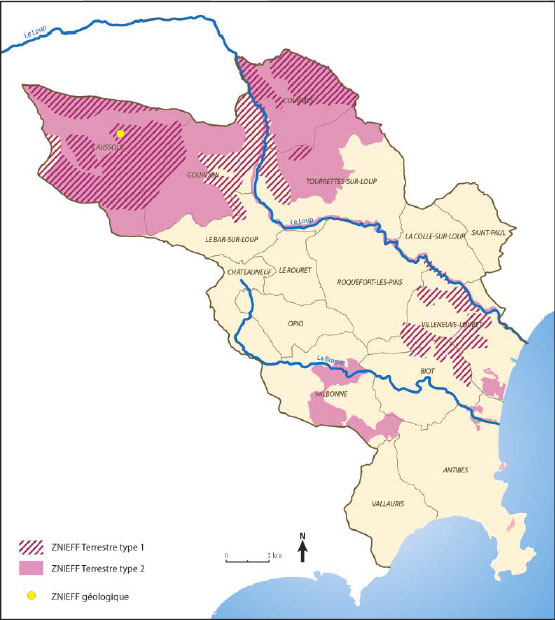 Le Loup
COURMES
CAUSSOLS
GOURDON
TOURRETTES-SUR-LOUP
Le Loup
LE BAR-SUR-LOUP
LA COLLE-SUR-LOUP
SAINT-PAUL
CHATEAUNEUF
LE ROURET
ROQUEFORT-LES-PINS
OPIO
VILLENEUVE-LOUBET
La Brague
BIOT
VALBONNE
ANTIBES
VALLAURIS
ZNIEFF Terrestre type 1
N
ZNIEFF Terrestre type 2
0 2 km
ZNIEFF géologique